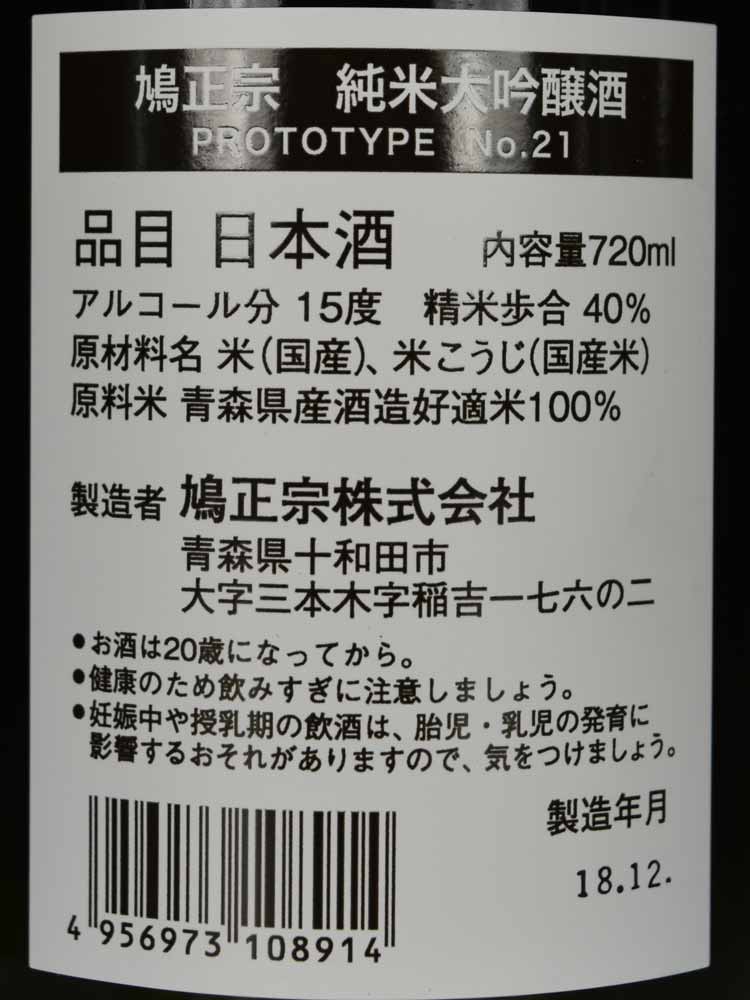 鳩正宗 純米大吟醸酒
PROTOTYPE No.21
品目 日本酒 内容量720ml
アルコール分 15度 精米歩合 40%
原材料名 米(国産)、米こうじ(国産米)
原料米 青森県産酒造好適米100%
製造者 鳩正宗株式会社
青森県十和田市
大字三本木字稲吉一七六の二
●お酒は20歳になってから。
●健康のため飲みすぎに注意しましょう。
●妊娠中や授乳期の飲酒は、胎児・乳児の発育に
影響するおそれがありますので、気をつけましょう。
製造年月
18.12.
4 956973 108914